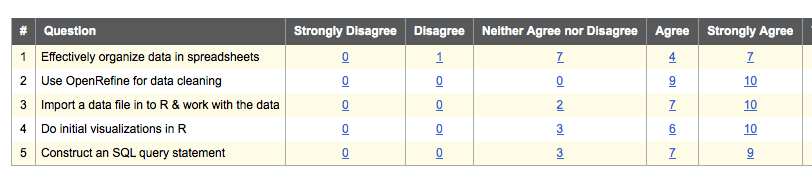 # Question Strongly Disagree Disagree Neither Agree nor Disagree Agree Strongly Agree
1 Effectively organize data in spreadsheets 0 1 7 4 7
2 Use OpenRefine for data cleaning 0 0 0 9 10
3 Import a data file in to R & work with the data 0 0 2 7 10
4 Do initial visualizations in R 0 0 3 6 10
5 Construct an SQL query statement 0 0 3 7 9